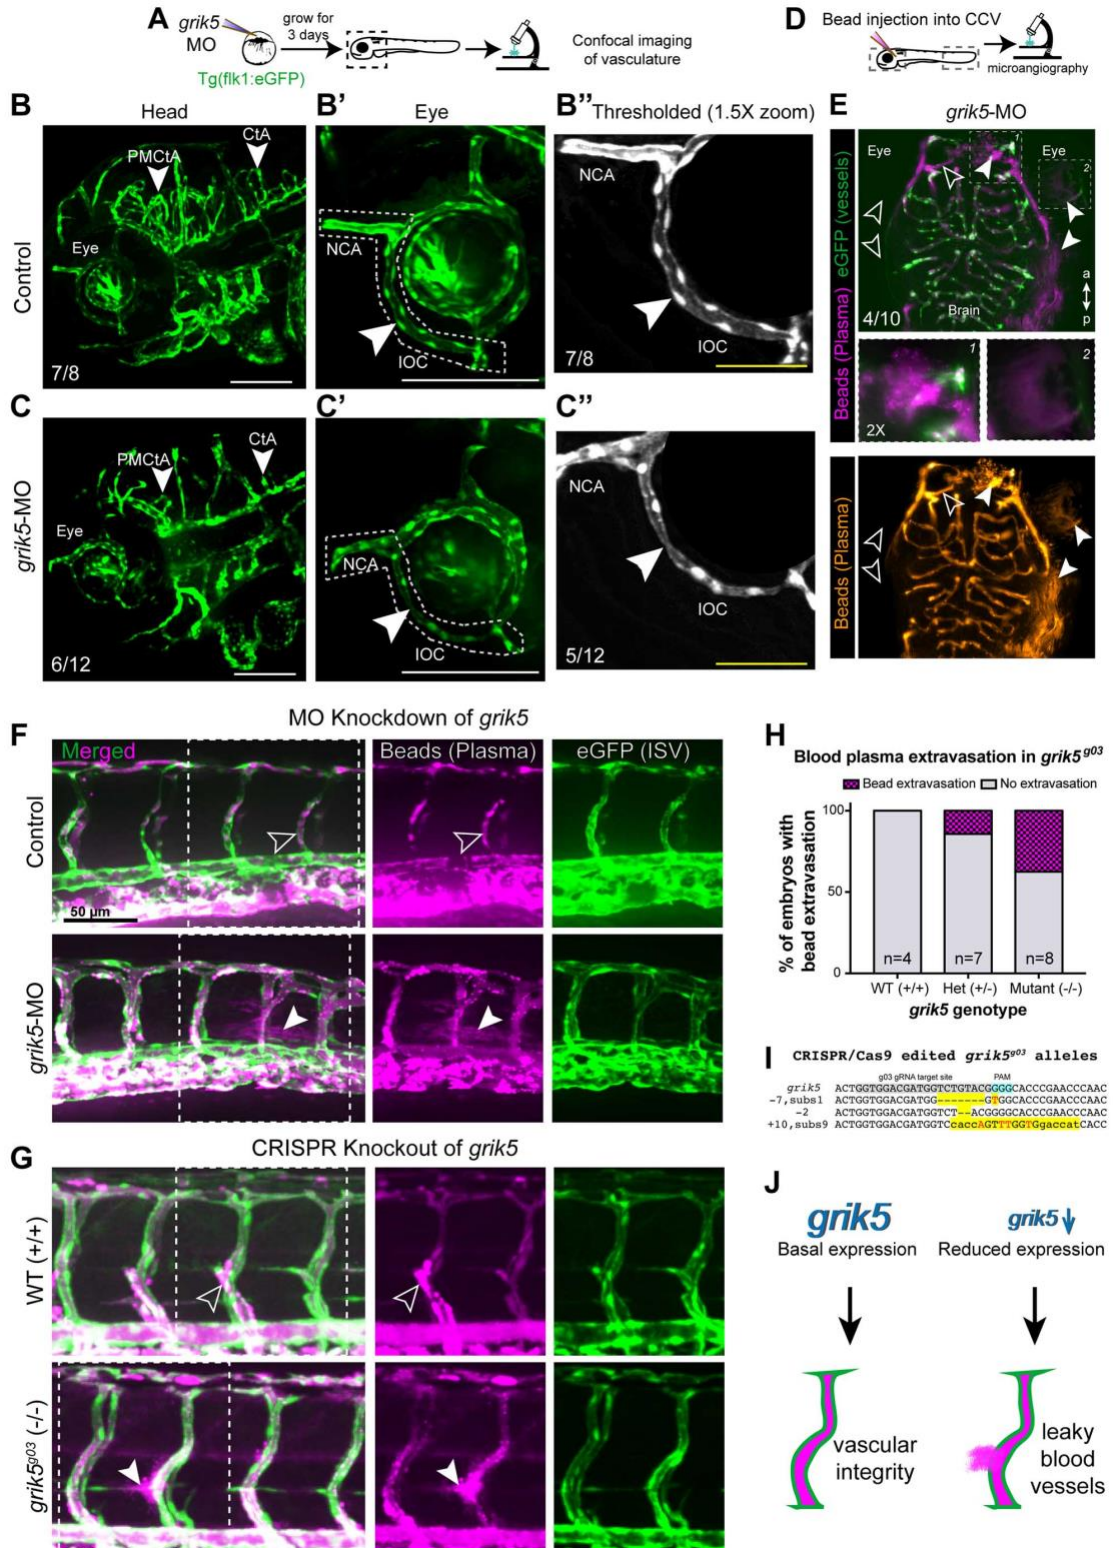 A
grik5
MO
grow for
3 days
Tg(flk1:eGFP)
Confocal imaging
of vasculature
D
Bead injection into CCV
microangiography
B
Head
CtA
PMCtA
Eye
Control
7/8
B'
Eye
NCA
IOC
B"
Thresholded (1.5X zoom)
NCA
IOC
7/8
C
CtA
PMCtA
Eye
grik5-MO
6/12
C'
NCA
IOC
C"
NCA
IOC
5/12
E
grik5-MO
Beads (Plasma) eGFP (vessels)
Eye
1
Eye
2
a
p
Brain
4/10
1
2X
2
Beads (Plasma)
MO Knockdown of grik5
F
Merged
Beads (Plasma)
eGFP (ISV)
Control
50 µm
grik5-MO
G
CRISPR Knockout of grik5
WT (+/+)
grik5g03 (-/-)
H
Blood plasma extravasation in grik5 g03
Bead extravasation
No extravasation
% of embryos with
bead extravasation
100
50
0
n=4
n=7
n=8
WT (+/+)
Het (+/-)
Mutant (-/-)
grik5 genotype
I
CRISPR/Cas9 edited grik5g03 alleles
g03 gRNA target site
PAM
grik5 ACTGGTGGACGATGGTCTGTACGGGGCACCCGAACCCAAC
-7,subs1 ACTGGTGGACGATGG-------GTGGCACCCGAACCCAAC
-2 ACTGGTGGACGATGGTCT--ACGGGGCACCCGAACCCAAC
+10,subs9 ACTGGTGGACGATGGTCcaccAGTTTGGTGgaccatCACC
J
grik5
Basal expression
grik5
Reduced expression
vascular
integrity
leaky
blood
vessels